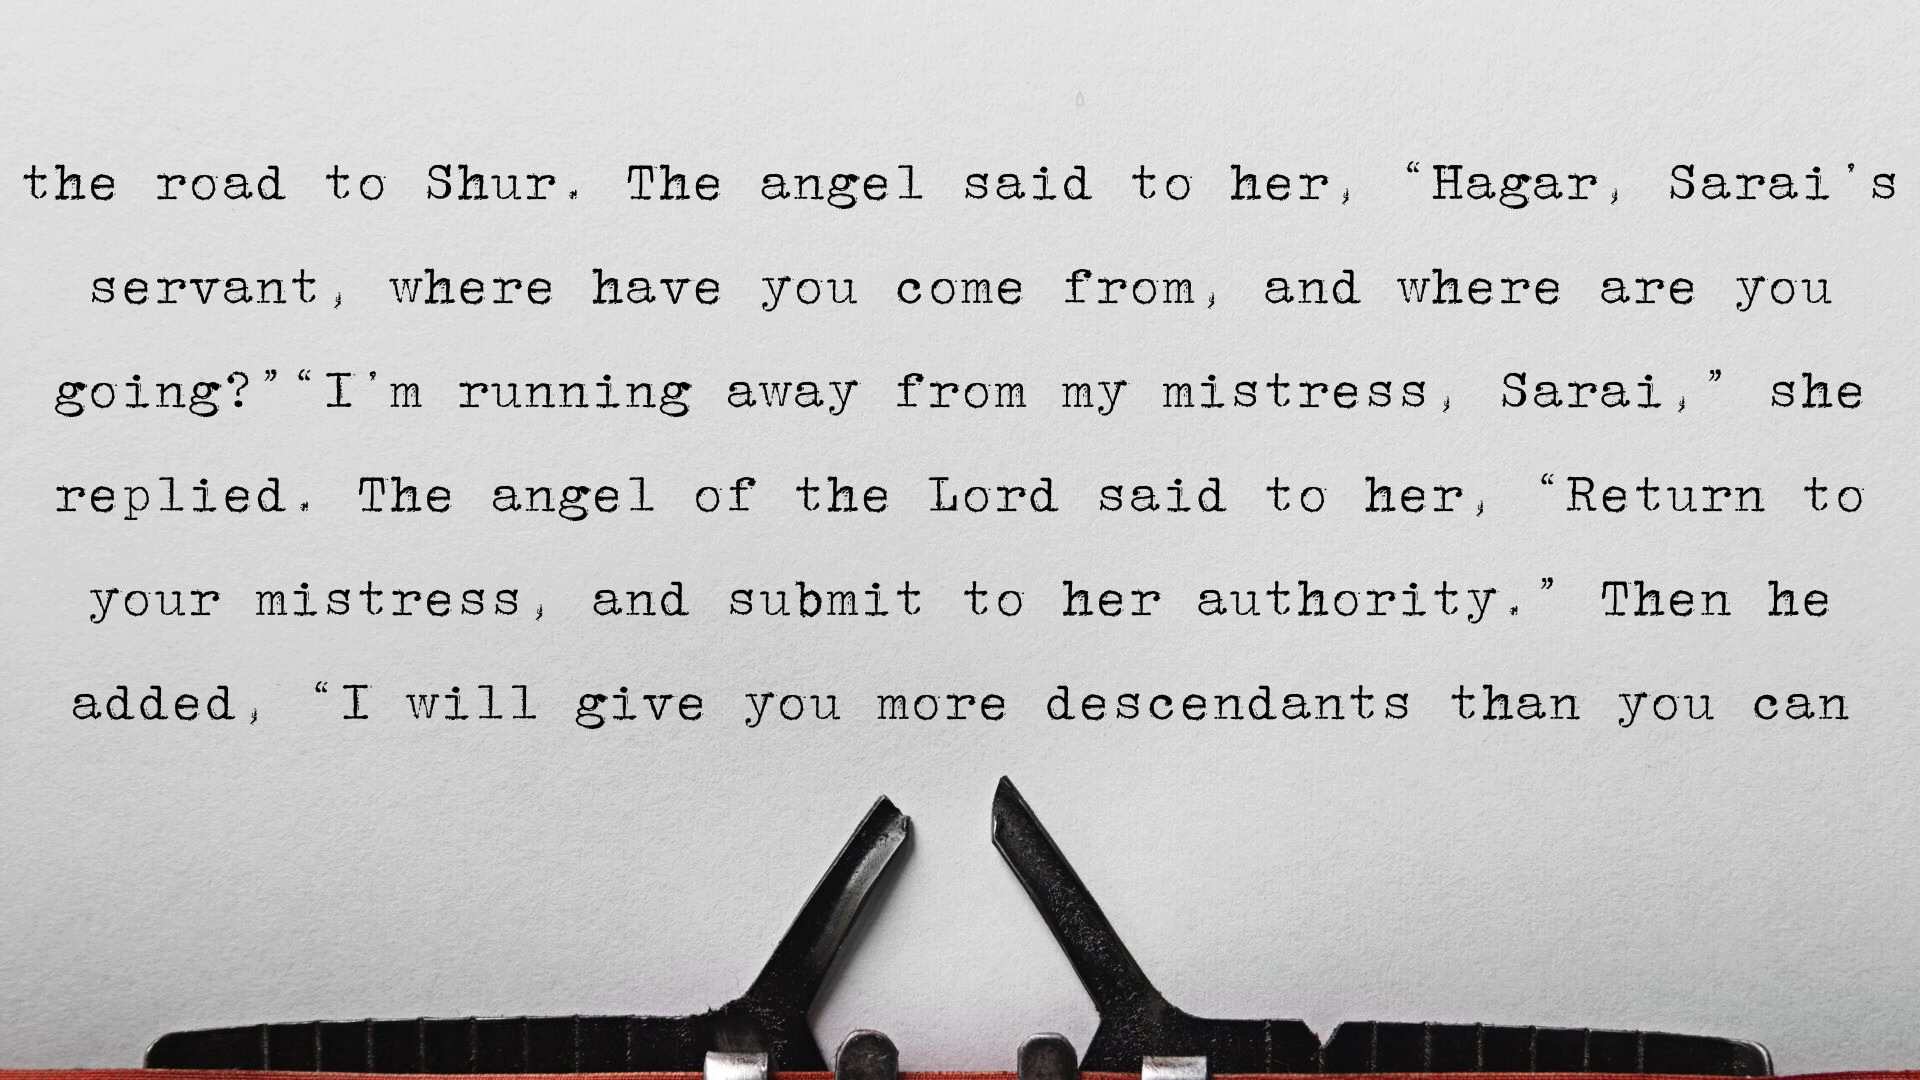 the road to Shur. The angel said to her, “Hagar, Sarai's
servant, where have you come from, and where are you
going?”“I'm running away from my mistress, Sarai,” she
replied. The angel of the Lord said to her, “Return to
your mistress, and submit to her authority.” Then he
added, “I will give you more descendants than you can